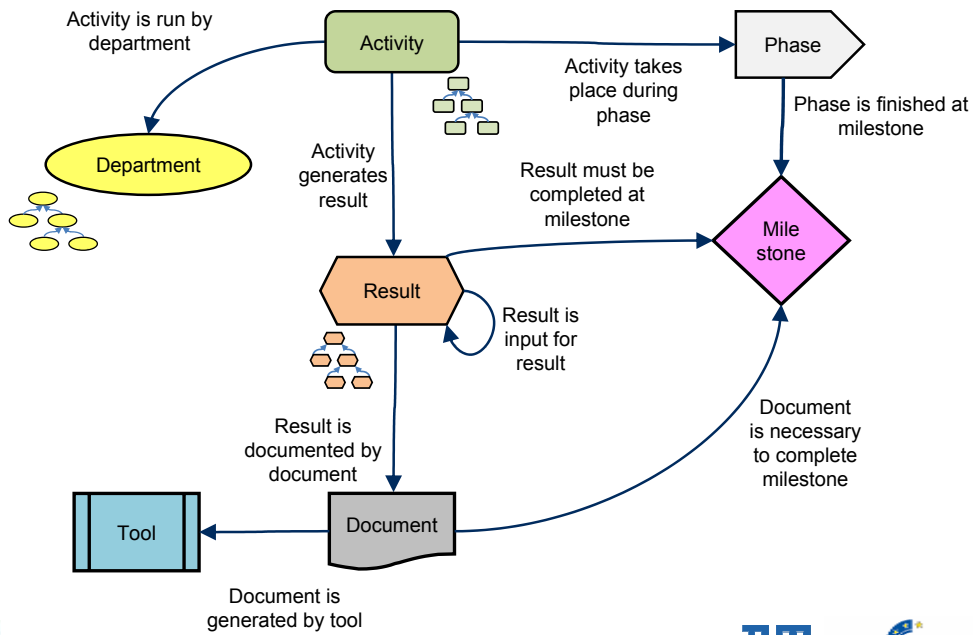 Activity is run by
department
Activity
Phase
Activity takes
place during
phase
Phase is finished at
milestone
Department
Activity
generates
result
Result must be
completed at
milestone
Mile
stone
Result
Result is
input for
result
Result is
documented by
document
Document
is necessary
to complete
milestone
Tool
Document
Document is
generated by tool